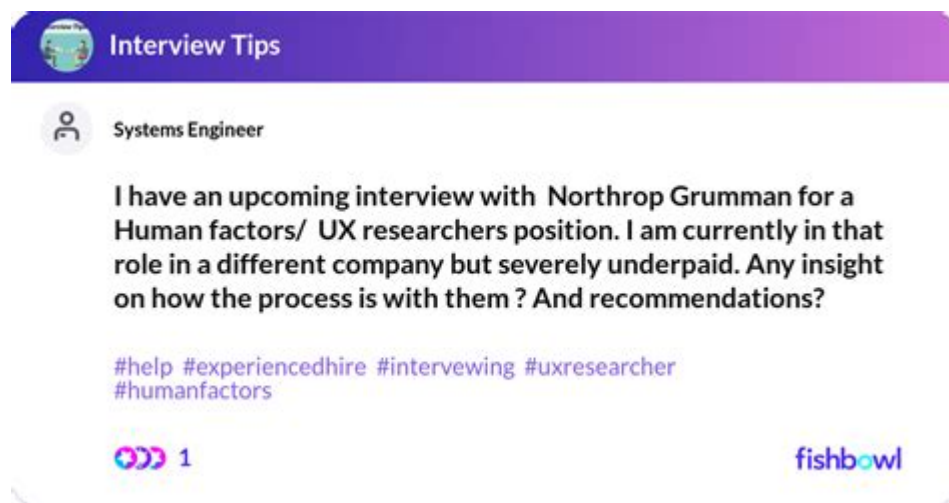 Interview Tips
Systems Engineer
I have an upcoming interview with Northrop Grumman for a
Human factors/ UX researchers position. I am currently in that
role in a different company but severely underpaid. Any insight
on how the process is with them ? And recommendations?
#help #experiencedhire #intervewing #uxresearcher
#humanfactors
1
fishbowl